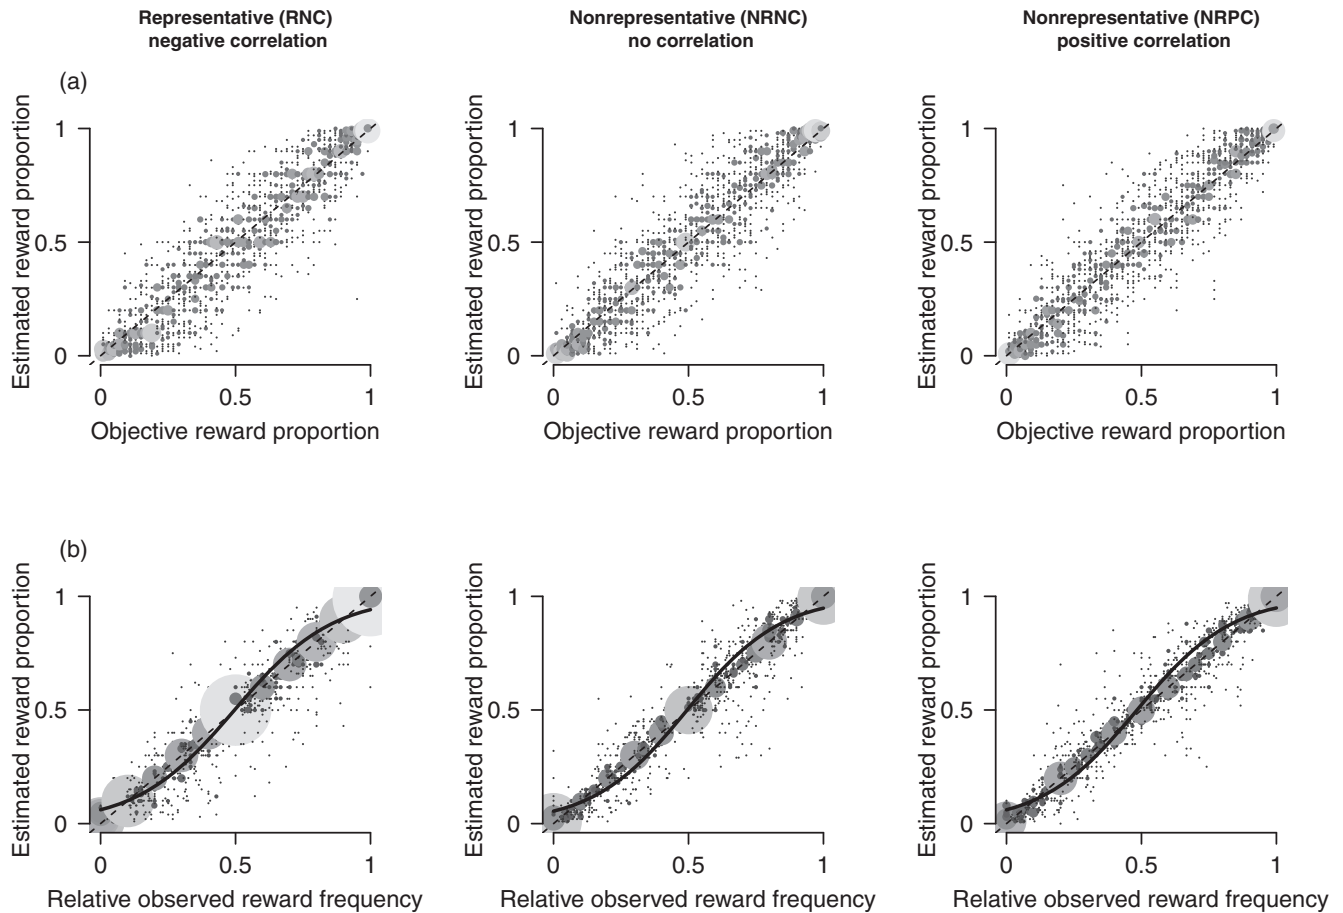 Representative (RNC)
negative correlation
Nonrepresentative (NRNC)
no correlation
Nonrepresentative (NRPC)
positive correlation
(a)
Estimated reward proportion
1
0.5
0
0 0.5 1
Objective reward proportion
Estimated reward proportion
1
0.5
0
0 0.5 1
Objective reward proportion
Estimated reward proportion
1
0.5
0
0 0.5 1
Objective reward proportion
(b)
Estimated reward proportion
1
0.5
0
0 0.5 1
Relative observed reward frequency
Estimated reward proportion
1
0.5
0
0 0.5 1
Relative observed reward frequency
Estimated reward proportion
1
0.5
0
0 0.5 1
Relative observed reward frequency